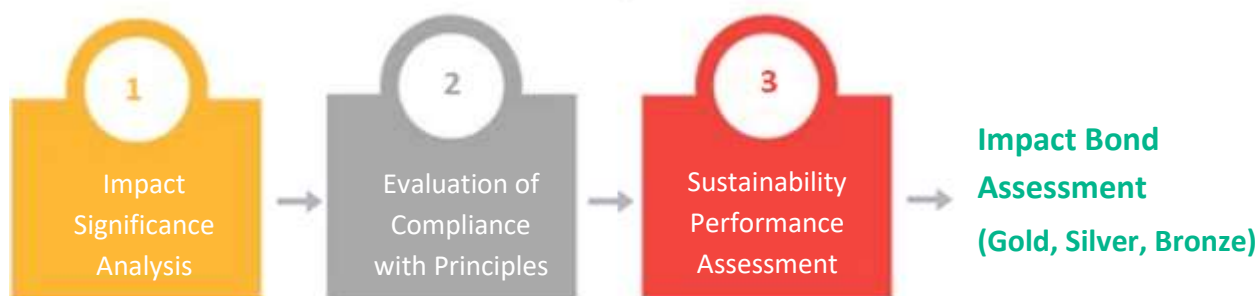 1
Impact
Significance
Analysis
2
Evaluation of
Compliance
with Principles
3
Sustainability
Performance
Assessment
Impact Bond
Assessment
(Gold, Silver, Bronze)